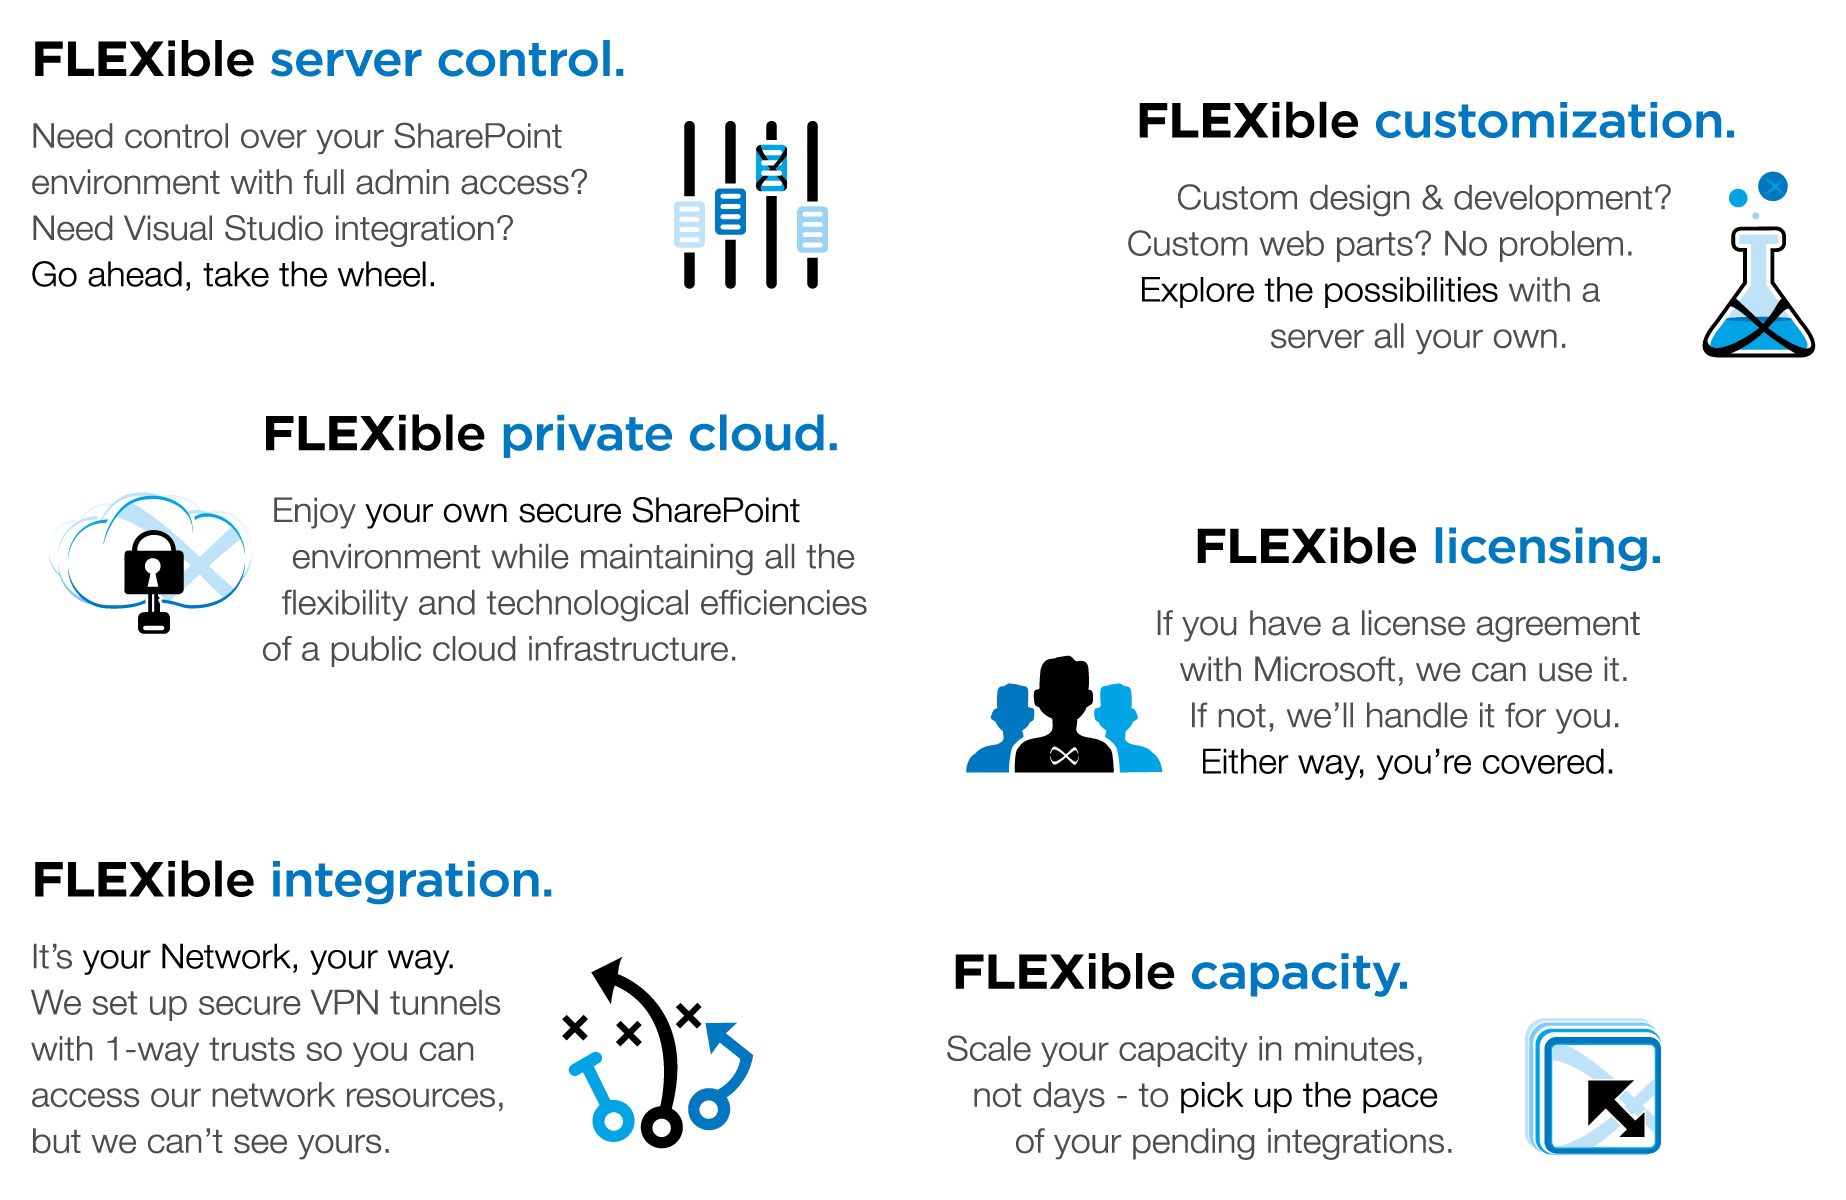 FLEXible server control.
Need control over your SharePoint
environment with full admin access?
Need Visual Studio integration?
Go ahead, take the wheel.
FLEXible customization.
Custom design & development?
Custom web parts? No problem.
Explore the possibilities with a
server all your own.
FLEXible private cloud.
Enjoy your own secure SharePoint
environment while maintaining all the
flexibility and technological efficiencies
of a public cloud infrastructure.
FLEXible licensing.
If you have a license agreement
with Microsoft, we can use it.
If not, we’ll handle it for you.
Either way, you’re covered.
FLEXible integration.
It’s your Network, your way.
We set up secure VPN tunnels
with 1-way trusts so you can
access our network resources,
but we can’t see yours.
FLEXible capacity.
Scale your capacity in minutes,
not days - to pick up the pace
of your pending integrations.